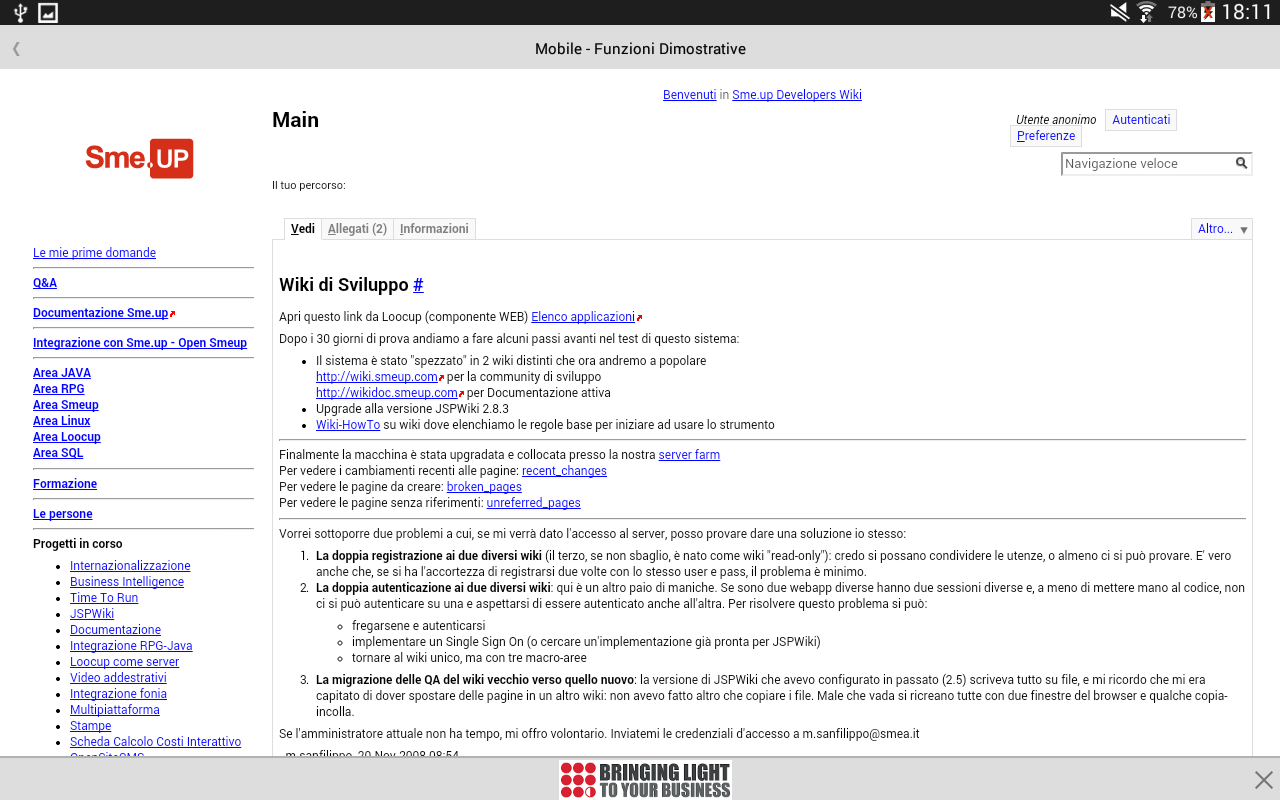 78% 18:11
Mobile - Funzioni Dimostrative
Benvenuti in Sme.up Developers Wiki
Main
Utente anonimo Autenticati
Preferenze
Sme.UP
Navigazione veloce
Il tuo percorso:
Vedi Allegati (2) Informazioni Altro...
Le mie prime domande
Q&A
Documentazione Sme.up
Integrazione con Sme.up - Open Smeup
Area JAVA
Area RPG
Area Smeup
Area Linux
Area Loocup
Area SQL
Formazione
Le persone
Progetti in corso
Internazionalizzazione
Business Intelligence
Time To Run
JSPWiki
Documentazione
Integrazione RPG-Java
Loocup come server
Video addestrativi
Integrazione fonia
Multipiattaforma
Stampe
Scheda Calcolo Costi Interattivo
OpenSiteCMS
Wiki di Sviluppo #
Apri questo link da Loocup (componente WEB) Elenco applicazioni
Dopo i 30 giorni di prova andiamo a fare alcuni passi avanti nel test di questo sistema:
Il sistema è stato "spezzato" in 2 wiki distinti che ora andremo a popolare
http://wiki.smeup.com per la community di sviluppo
http://wikidoc.smeup.com per Documentazione attiva
Upgrade alla versione JSPWiki 2.8.3
Wiki-HowTo su wiki dove elenchiamo le regole base per iniziare ad usare lo strumento
Finalmente la macchina è stata upgradata e collocata presso la nostra server farm
Per vedere i cambiamenti recenti alle pagine: recent_changes
Per vedere le pagine da creare: broken_pages
Per vedere le pagine senza riferimenti: unreferred_pages
Vorrei sottoporre due problemi a cui, se mi verrà dato l'accesso al server, posso provare dare una soluzione io stesso:
1. La doppia registrazione ai due diversi wiki (il terzo, se non sbaglio, è nato come wiki "read-only"): credo si possano condividere le utenze, o almeno ci si può provare. E' vero
anche che, se si ha l'accortezza di registrarsi due volte con lo stesso user e pass, il problema è minimo.
2. La doppia autenticazione ai due diversi wiki: qui è un altro paio di maniche. Se sono due webapp diverse hanno due sessioni diverse e, a meno di mettere mano al codice, non
ci si può autenticare su una e aspettarsi di essere autenticato anche all'altra. Per risolvere questo problema si può:
fregarsene e autenticarsi
implementare un Single Sign On (o cercare un'implementazione già pronta per JSPWiki)
tornare al wiki unico, ma con tre macro-aree
3. La migrazione delle QA del wiki vecchio verso quello nuovo: la versione di JSPWiki che avevo configurato in passato (2.5) scriveva tutto su file, e mi ricordo che mi era
capitato di dover spostare delle pagine in un altro wiki: non avevo fatto altro che copiare i file. Male che vada si ricreano tutte con due finestre del browser e qualche copia-
incolla.
Se l'amministratore attuale non ha tempo, mi offro volontario. Inviatemi le credenziali d'accesso a m.sanfilippo@smea.it
m.sanfilippo, 20-Nov-2008 08:54
BRINGING LIGHT
TO YOUR BUSINESS